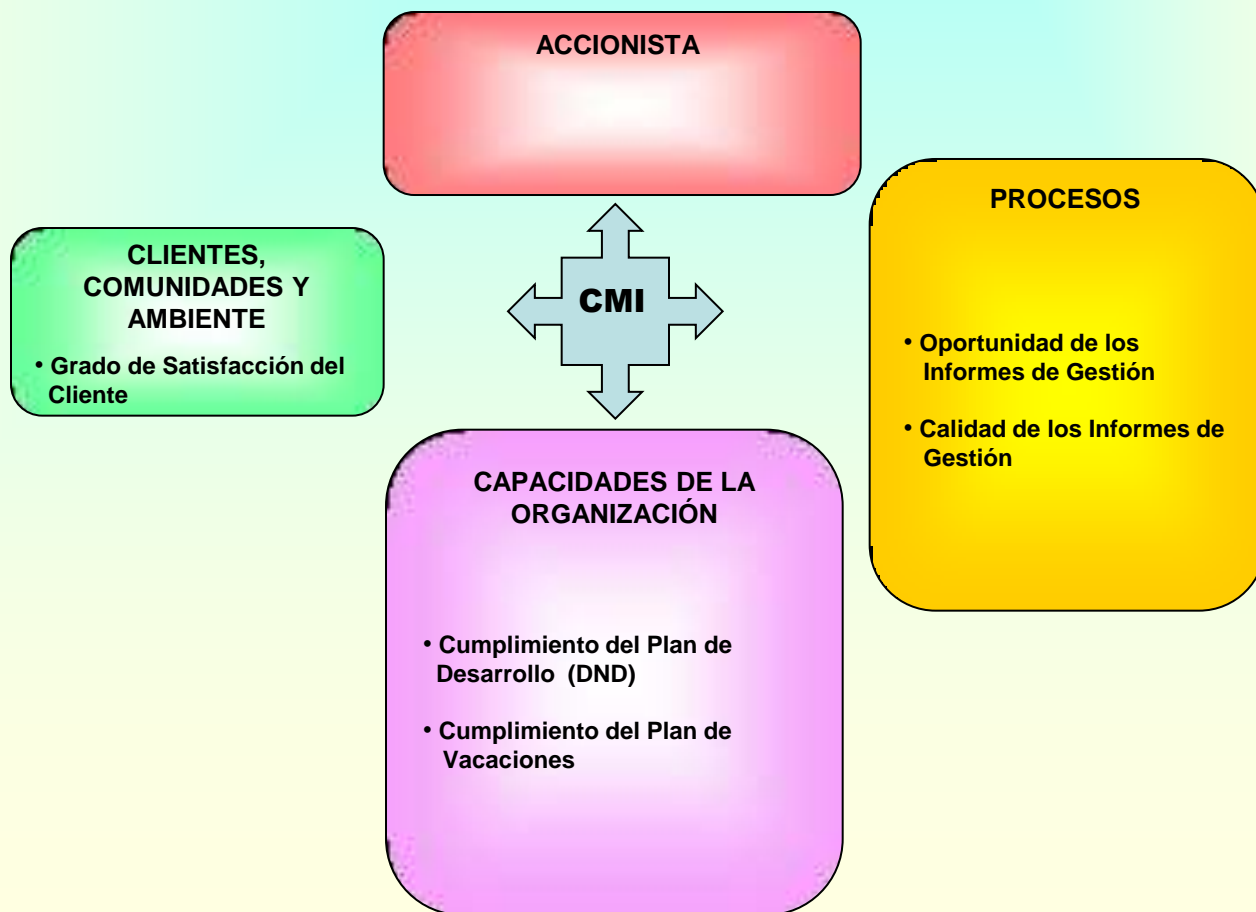 ACCIONISTA
CLIENTES,
COMUNIDADES Y
AMBIENTE
• Grado de Satisfacción del
Cliente
CMI
PROCESOS
• Oportunidad de los
Informes de Gestión
• Calidad de los Informes de
Gestión
CAPACIDADES DE LA
ORGANIZACIÓN
• Cumplimiento del Plan de
Desarrollo (DND)
• Cumplimiento del Plan de
Vacaciones